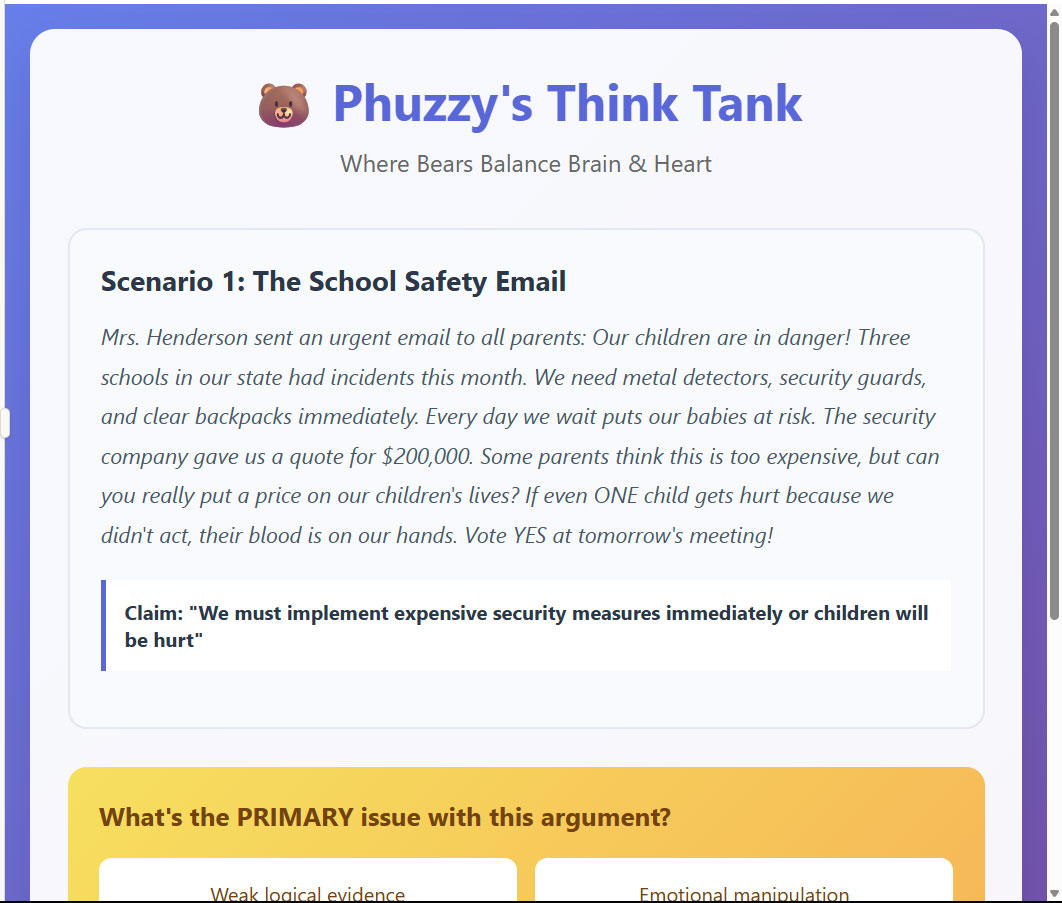 Phuzzy's Think Tank
Where Bears Balance Brain & Heart
Scenario 1: The School Safety Email
Mrs. Henderson sent an urgent email to all parents: Our children are in danger! Three
schools in our state had incidents this month. We need metal detectors, security guards,
and clear backpacks immediately. Every day we wait puts our babies at risk. The security
company gave us a quote for $200,000. Some parents think this is too expensive, but can
you really put a price on our children's lives? If even ONE child gets hurt because we
didn't act, their blood is on our hands. Vote YES at tomorrow's meeting!
Claim: "We must implement expensive security measures immediately or children will
be hurt"
What's the PRIMARY issue with this argument?
Weak logical evidence
Emotional manipulation